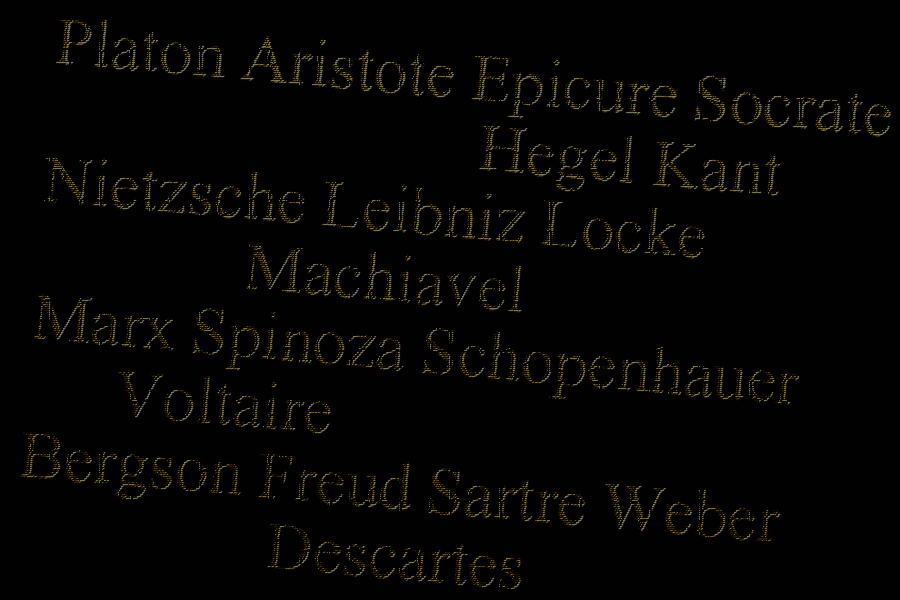 Platon Aristote Epicure Socrate
Hegel Kant
Nietzsche Leibniz Locke
Machiavel
Marx Spinoza Schopenhauer
Voltaire
Bergson Freud Sartre Weber
Descartes